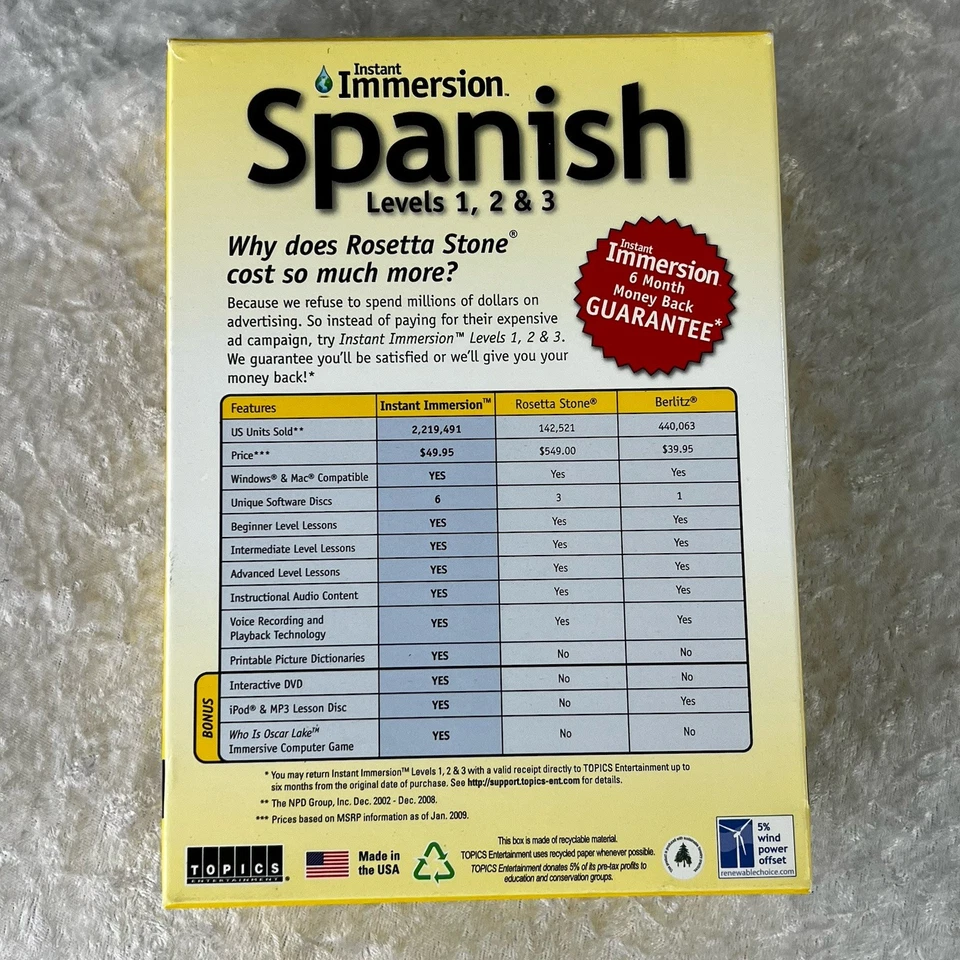 Instant
Immersion™
Spanish
Levels 1, 2 & 3
Why does Rosetta Stone®
cost so much more?
Because we refuse to spend millions of dollars on
advertising. So instead of paying for their expensive
ad campaign, try Instant Immersion™ Levels 1, 2 & 3.
We guarantee you'll be satisfied or we'll give you your
money back!*
Instant
Immersion™
6 Month
Money Back
GUARANTEE*
Features Instant Immersion™ Rosetta Stone® Berlitz®
US Units Sold** 2,219,491 142,521 440,063
Price*** $49.95 $549.00 $39.95
Windows® & Mac® Compatible YES Yes Yes
Unique Software Discs 6 3 1
Beginner Level Lessons YES Yes Yes
Intermediate Level Lessons YES Yes Yes
Advanced Level Lessons YES Yes Yes
Instructional Audio Content YES Yes Yes
Voice Recording and
Playback Technology YES Yes Yes
Printable Picture Dictionaries YES No No
BONUS
Interactive DVD YES No No
iPod® & MP3 Lesson Disc YES No Yes
Who Is Oscar Lake™
Immersive Computer Game YES No No
* You may return Instant Immersion™ Levels 1, 2 & 3 with a valid receipt directly to TOPICS Entertainment up to
six months from the original date of purchase. See http://support.topics-ent.com for details.
** The NPD Group, Inc. Dec. 2002 - Dec. 2008.
*** Prices based on MSRP information as of Jan. 2009.
TOPICS
ENTERTAINMENT®
Made in
the USA
This box is made of recyclable material.
TOPICS Entertainment uses recycled paper whenever possible.
TOPICS Entertainment donates 5% of its pre-tax profits to
education and conservation groups.
5%
wind
power
offset
renewablechoice.com